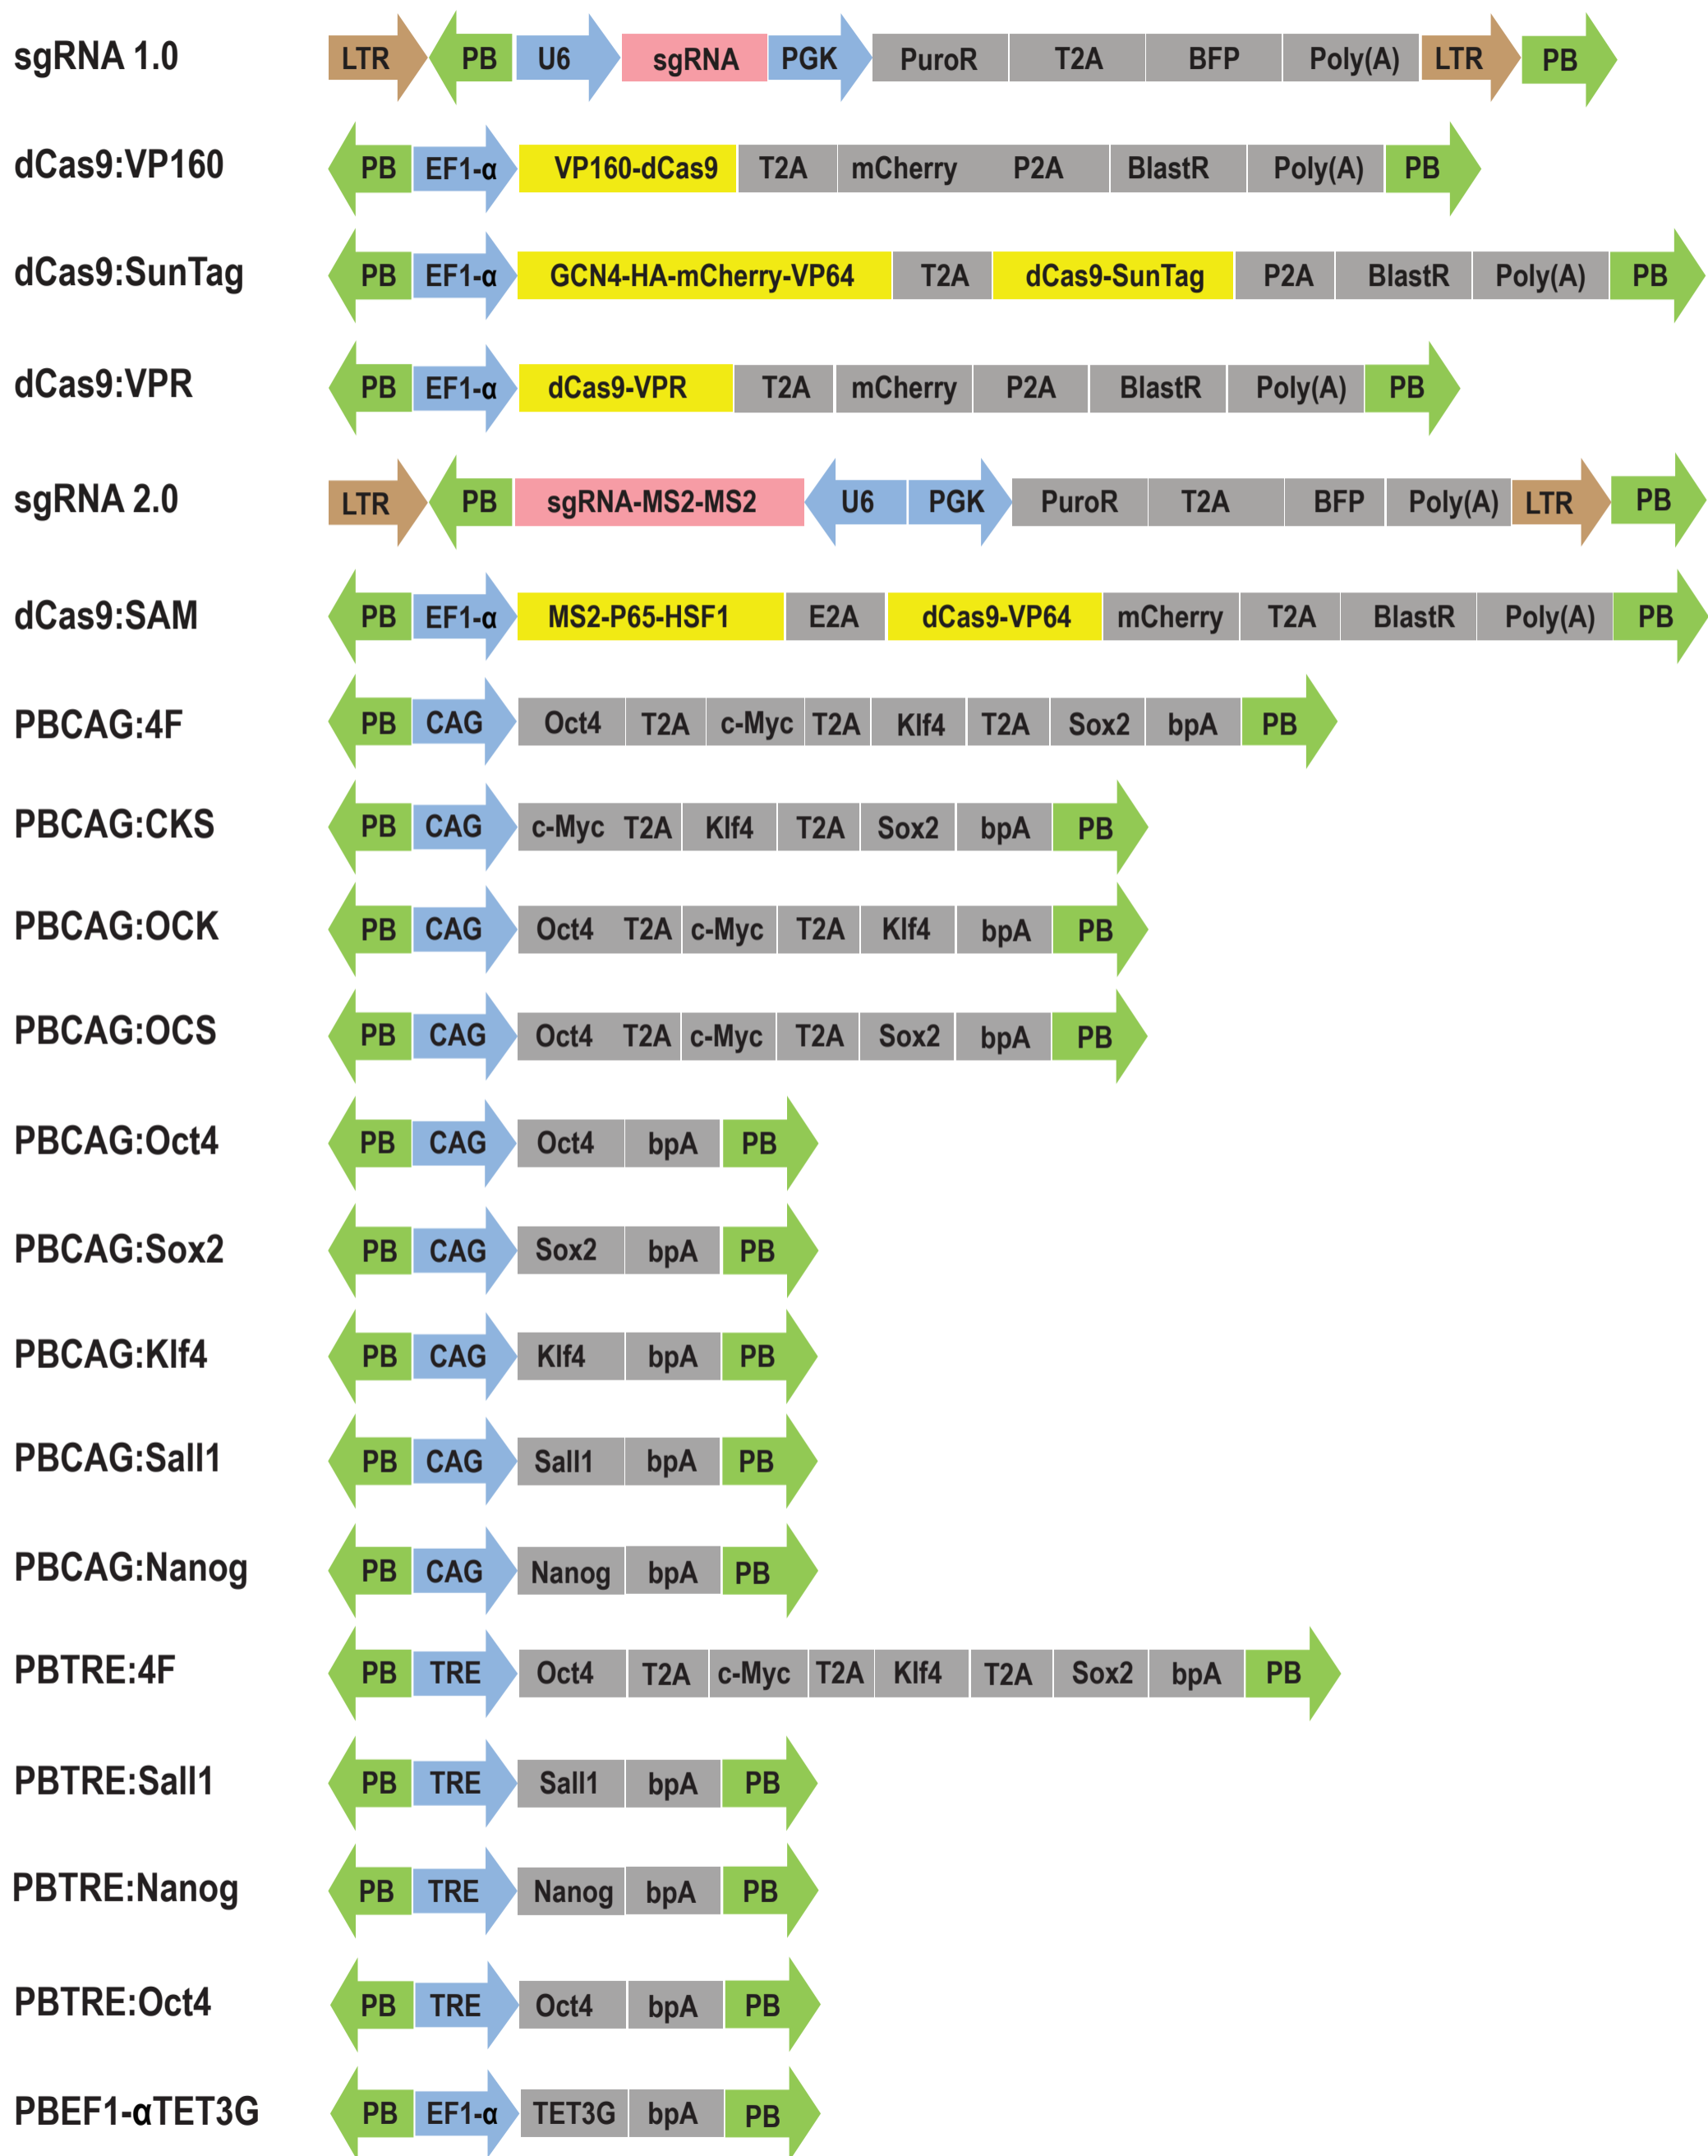 sgRNA 1.0 LTR PB U6 sgRNA PGK PuroR T2A BFP Poly(A) LTR PB
dCas9:VP160 PB EF1-α VP160-dCas9 T2A mCherry P2A BlastR Poly(A) PB
dCas9:SunTag PB EF1-α GCN4-HA-mCherry-VP64 T2A dCas9-SunTag P2A BlastR Poly(A) PB
dCas9:VPR PB EF1-α dCas9-VPR T2A mCherry P2A BlastR Poly(A) PB
sgRNA 2.0 LTR PB sgRNA-MS2-MS2 U6 PGK PuroR T2A BFP Poly(A) LTR PB
dCas9:SAM PB EF1-α MS2-P65-HSF1 E2A dCas9-VP64 mCherry T2A BlastR Poly(A) PB
PBCAG:4F PB CAG Oct4 T2A c-Myc T2A Klf4 T2A Sox2 bpA PB
PBCAG:CKS PB CAG c-Myc T2A Klf4 T2A Sox2 bpA PB
PBCAG:OCK PB CAG Oct4 T2A c-Myc T2A Klf4 bpA PB
PBCAG:OCS PB CAG Oct4 T2A c-Myc T2A Sox2 bpA PB
PBCAG:Oct4 PB CAG Oct4 bpA PB
PBCAG:Sox2 PB CAG Sox2 bpA PB
PBCAG:Klf4 PB CAG Klf4 bpA PB
PBCAG:Sall1 PB CAG Sall1 bpA PB
PBCAG:Nanog PB CAG Nanog bpA PB
PBTRE:4F PB TRE Oct4 T2A c-Myc T2A Klf4 T2A Sox2 bpA PB
PBTRE:Sall1 PB TRE Sall1 bpA PB
PBTRE:Nanog PB TRE Nanog bpA PB
PBTRE:Oct4 PB TRE Oct4 bpA PB
PBEF1-αTET3G PB EF1-α TET3G bpA PB